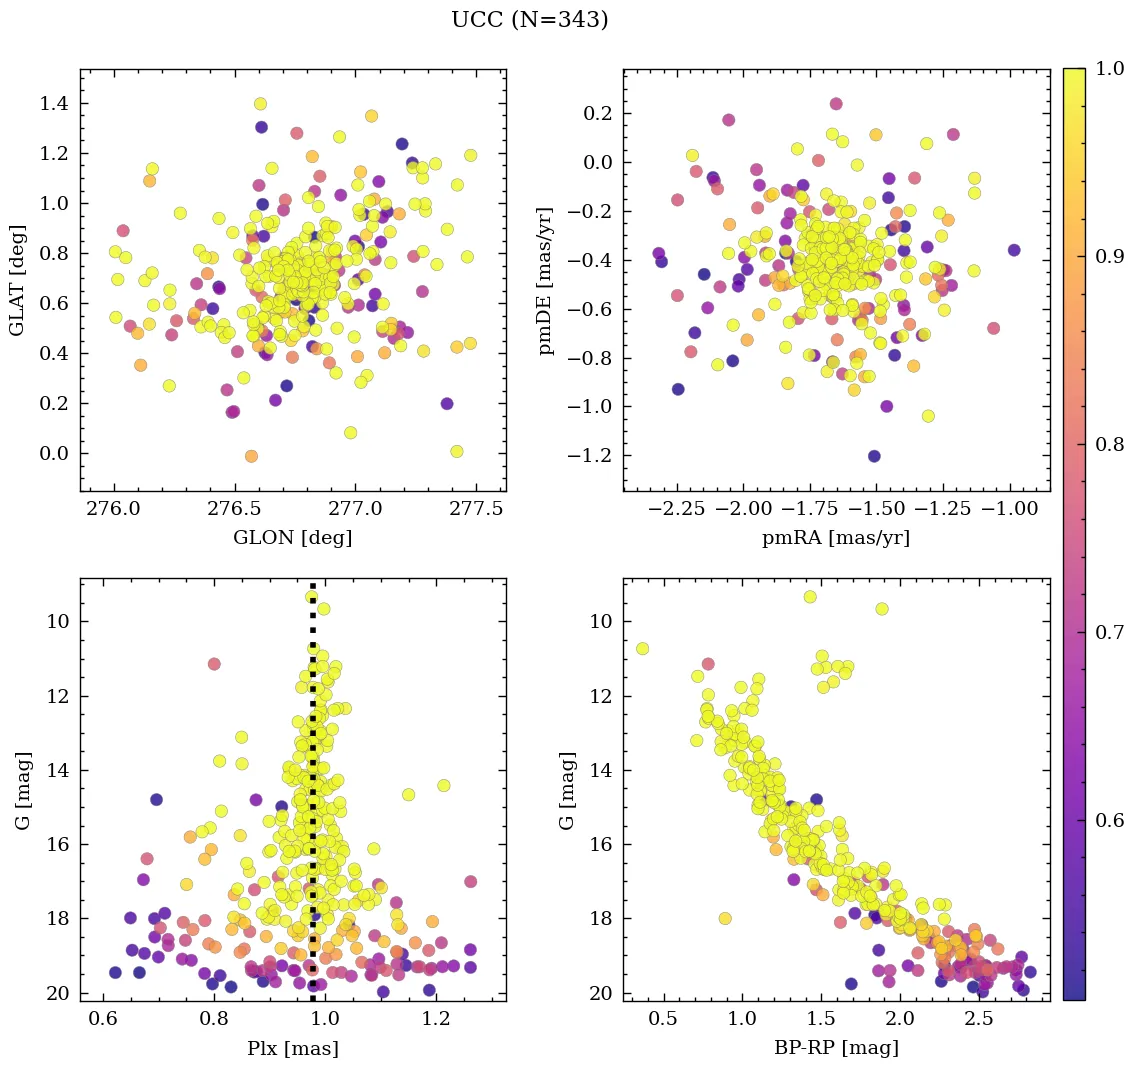 UCC (N=343)
1.4
1.2
1.0
0.8
0.6
0.4
0.2
0.0
GLAT [deg]
276.0 276.5 277.0 277.5
GLON [deg]
0.2
0.0
−0.2
−0.4
−0.6
−0.8
−1.0
−1.2
pmDE [mas/yr]
−2.25 −2.00 −1.75 −1.50 −1.25 −1.00
pmRA [mas/yr]
1.0
0.9
0.8
0.7
0.6
10
12
14
16
18
20
G [mag]
0.6 0.8 1.0 1.2
Plx [mas]
10
12
14
16
18
20
G [mag]
0.5 1.0 1.5 2.0 2.5
BP-RP [mag]